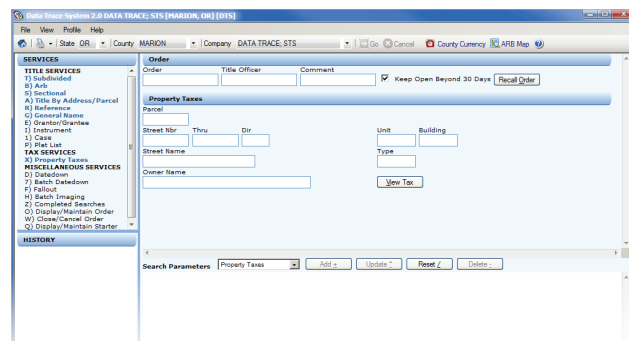 Data Trace System 2.0 DATA TRACE; STS [MARION, OR] [DTS]
File View Profile Help
State OR County MARION Company DATA TRACE; STS Go Cancel County Currency ARB Map
SERVICES
TITLE SERVICES
T) Subdivided
B) Arb
S) Sectional
A) Title By Address/Parcel
R) Reference
G) General Name
E) Grantor/Grantee
I) Instrument
1) Case
P) Plat List
TAX SERVICES
X) Property Taxes
MISCELLANEOUS SERVICES
D) Datedown
7) Batch Datedown
F) Fallout
H) Batch Imaging
Z) Completed Searches
O) Display/Maintain Order
W) Close/Cancel Order
Q) Display/Maintain Starter
HISTORY
Order
Order Title Officer Comment
Keep Open Beyond 30 Days Recall Order
Property Taxes
Parcel
Street Nbr Thru Dir Unit Building
Street Name Type
Owner Name
View Tax
Search Parameters Property Taxes Add + Update * Reset / Delete -